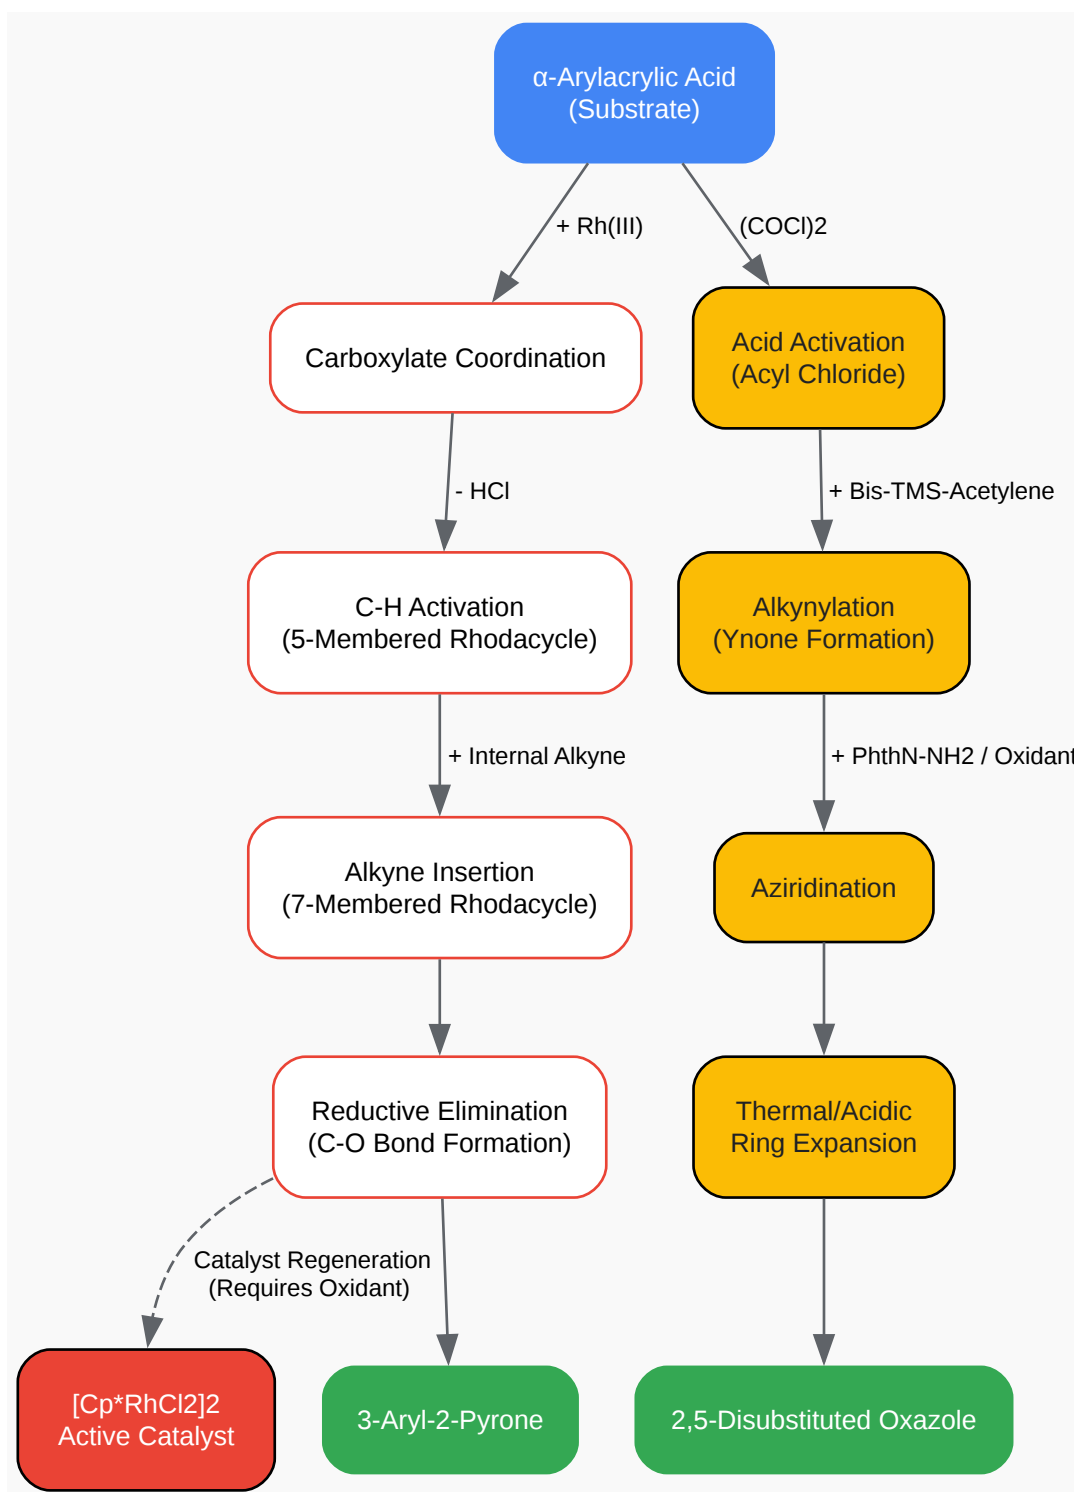 α-Arylacrylic Acid
(Substrate)
+ Rh(III)
(COCl)2
Carboxylate Coordination
Acid Activation
(Acyl Chloride)
- HCl
+ Bis-TMS-Acetylene
C-H Activation
(5-Membered Rhodacycle)
Alkynylation
(Ynone Formation)
+ Internal Alkyne
+ PhthN-NH2 / Oxidant
Alkyne Insertion
(7-Membered Rhodacycle)
Aziridination
Reductive Elimination
(C-O Bond Formation)
Thermal/Acidic
Ring Expansion
Catalyst Regeneration
(Requires Oxidant)
[Cp*RhCl2]2
Active Catalyst
3-Aryl-2-Pyrone
2,5-Disubstituted Oxazole